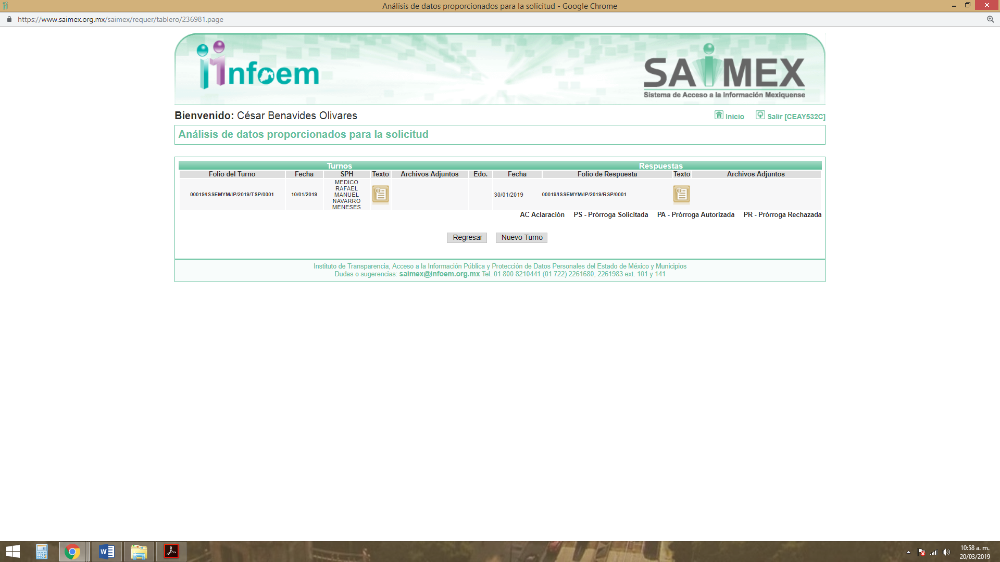 Análisis de datos proporcionados para la solicitud - Google Chrome
https://www.saimex.org.mx/saimex/requer/tablero/236981.page
infoem
SAIMEX
Sistema de Acceso a la Información Mexiquense
Bienvenido: César Benavides Olivares
Inicio
Salir [CEAY532C]
Análisis de datos proporcionados para la solicitud
Turnos
Respuestas
Folio del Turno
Fecha
SPH
Texto
Archivos Adjuntos
Edo.
Fecha
Folio de Respuesta
Texto
Archivos Adjuntos
00019/ISSEMYM/IP/2019/TSP/0001
10/01/2019
MEDICO
RAFAEL
MANUEL
NAVARRO
MENESES
30/01/2019
00019/ISSEMYM/IP/2019/RSP/0001
AC Aclaración PS - Prórroga Solicitada PA - Prórroga Autorizada PR - Prórroga Rechazada
Regresar
Nuevo Turno
Instituto de Transparencia, Acceso a la Información Pública y Protección de Datos Personales del Estado de México y Municipios
Dudas o sugerencias: saimex@infoem.org.mx Tel. 01 800 8210441 (01 722) 2261680, 2261983 ext. 101 y 141
10:58 a. m.
20/03/2019